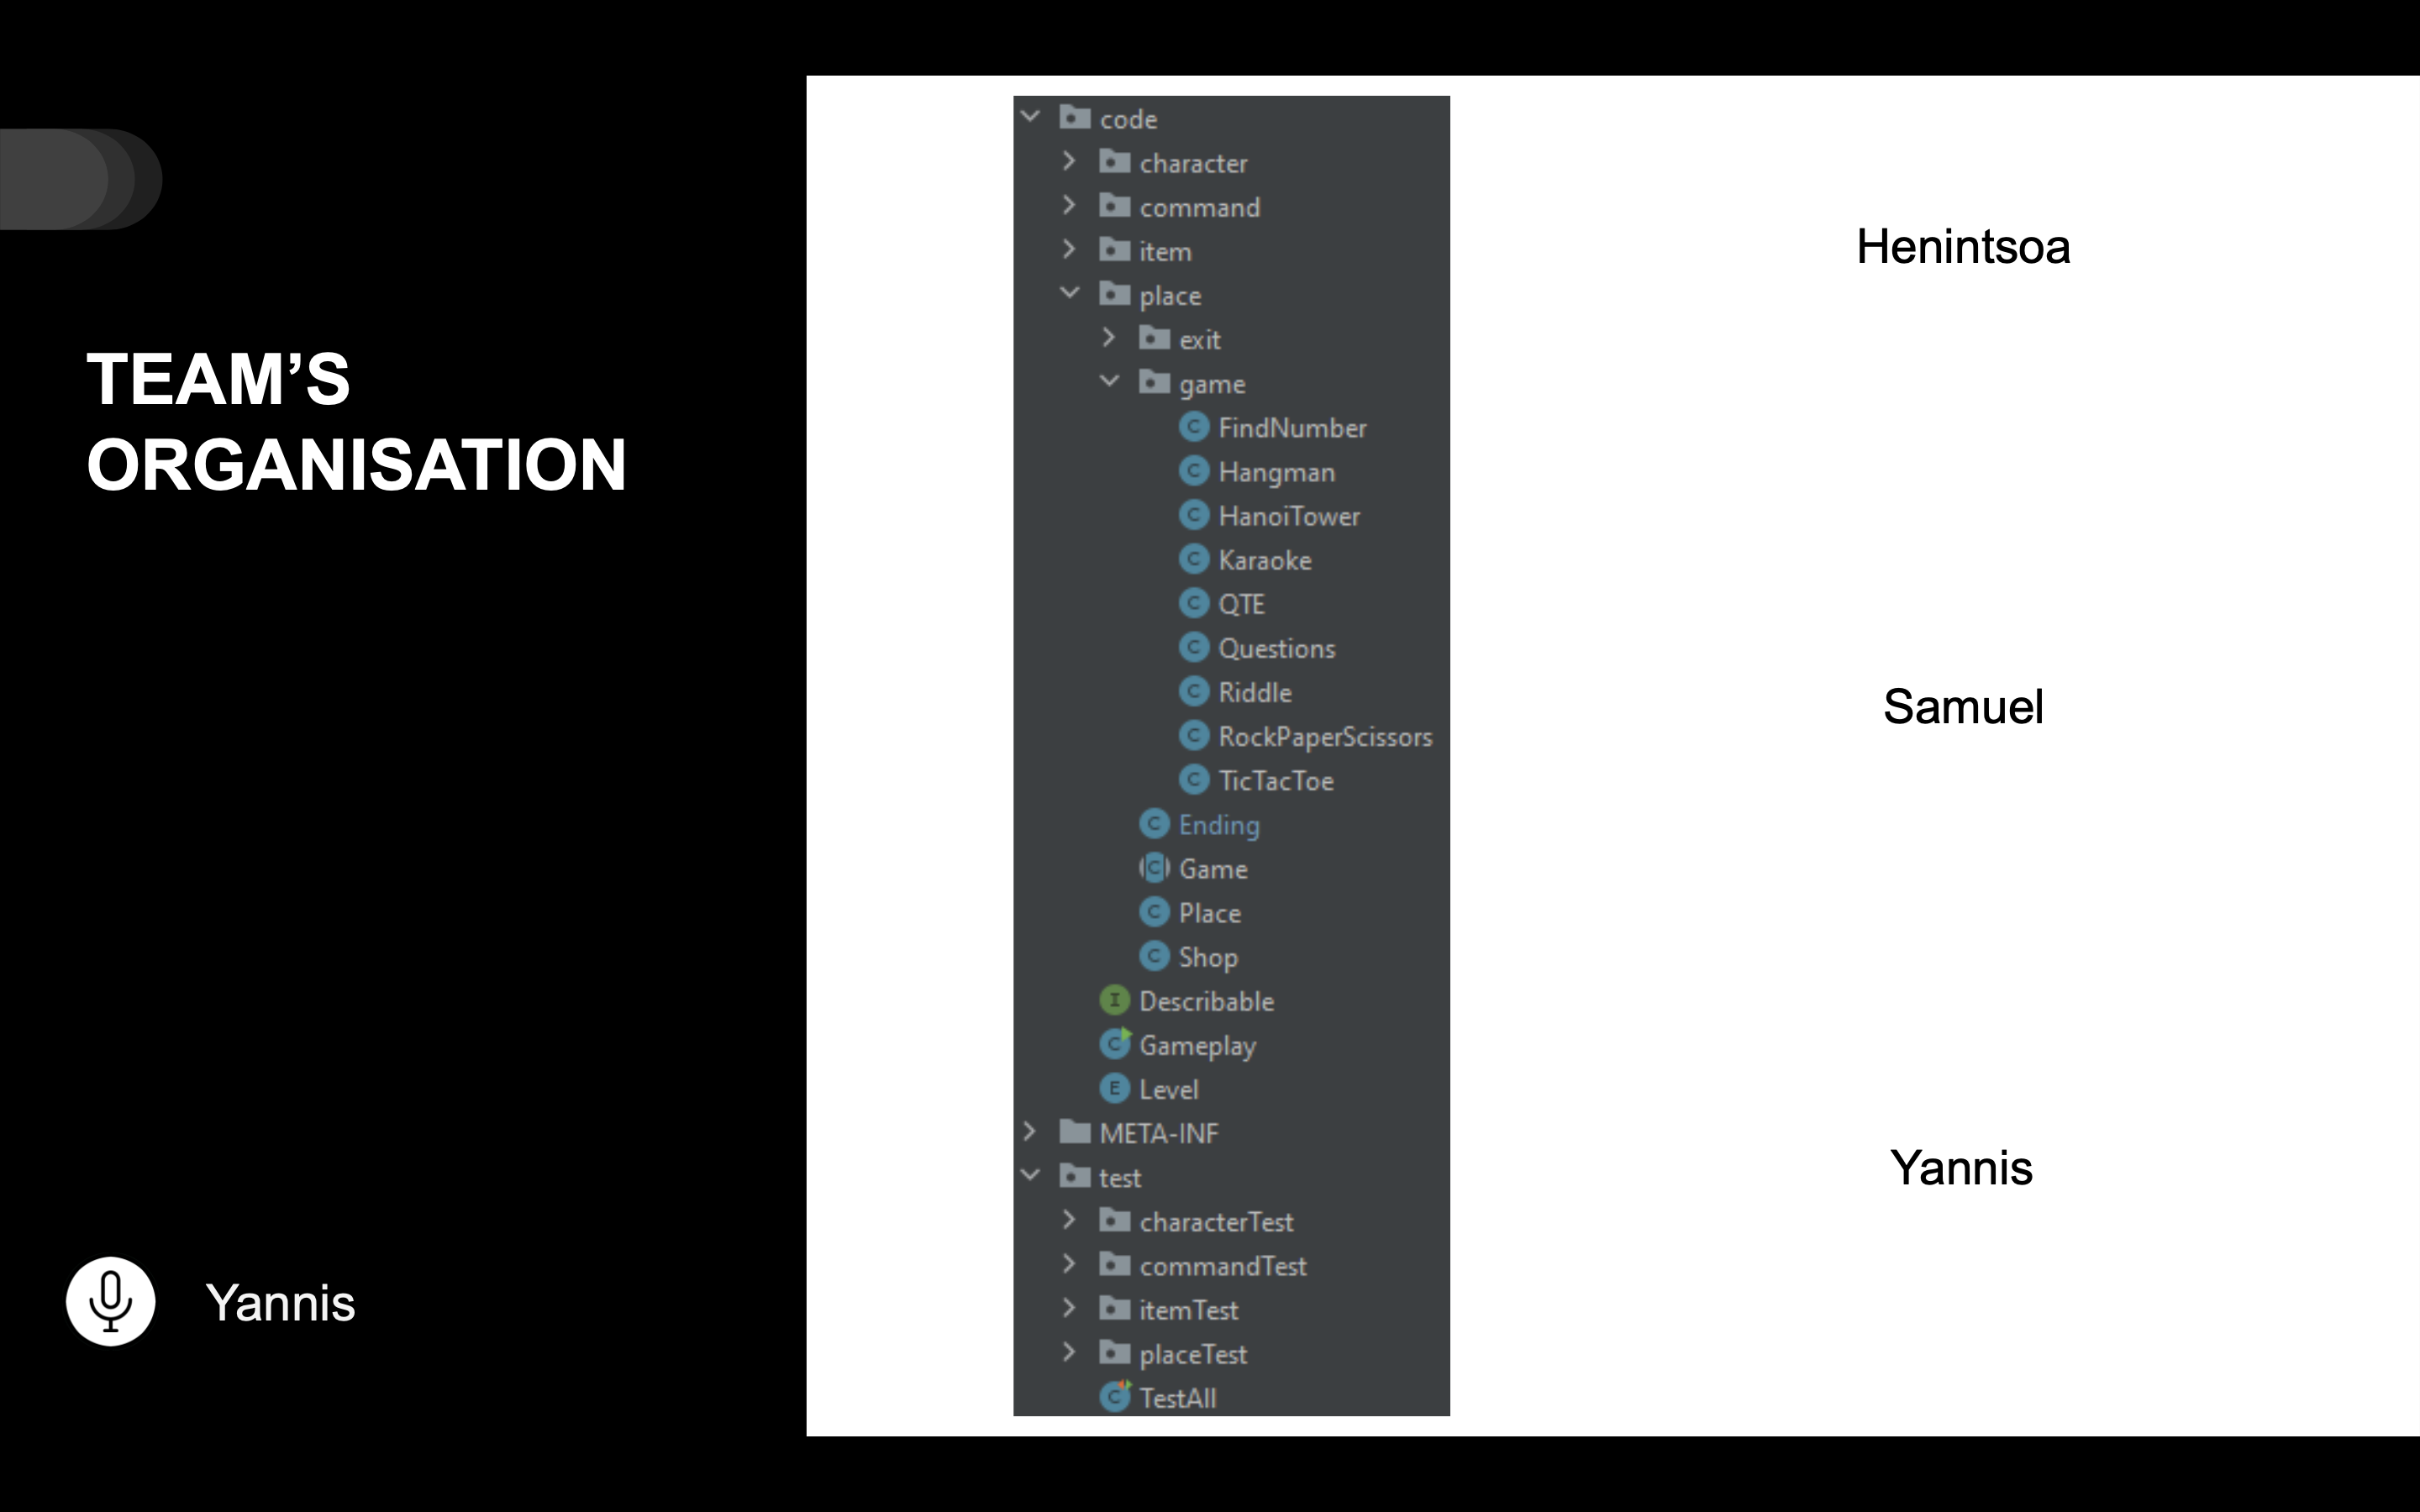 TEAM’S
ORGANISATION
Yannis
code
character
command
item
place
exit
game
FindNumber
Hangman
HanoiTower
Karaoke
QTE
Questions
Riddle
RockPaperScissors
TicTacToe
Ending
Game
Place
Shop
Describable
Gameplay
Level
META-INF
test
characterTest
commandTest
itemTest
placeTest
TestAll
Henintsoa
Samuel
Yannis